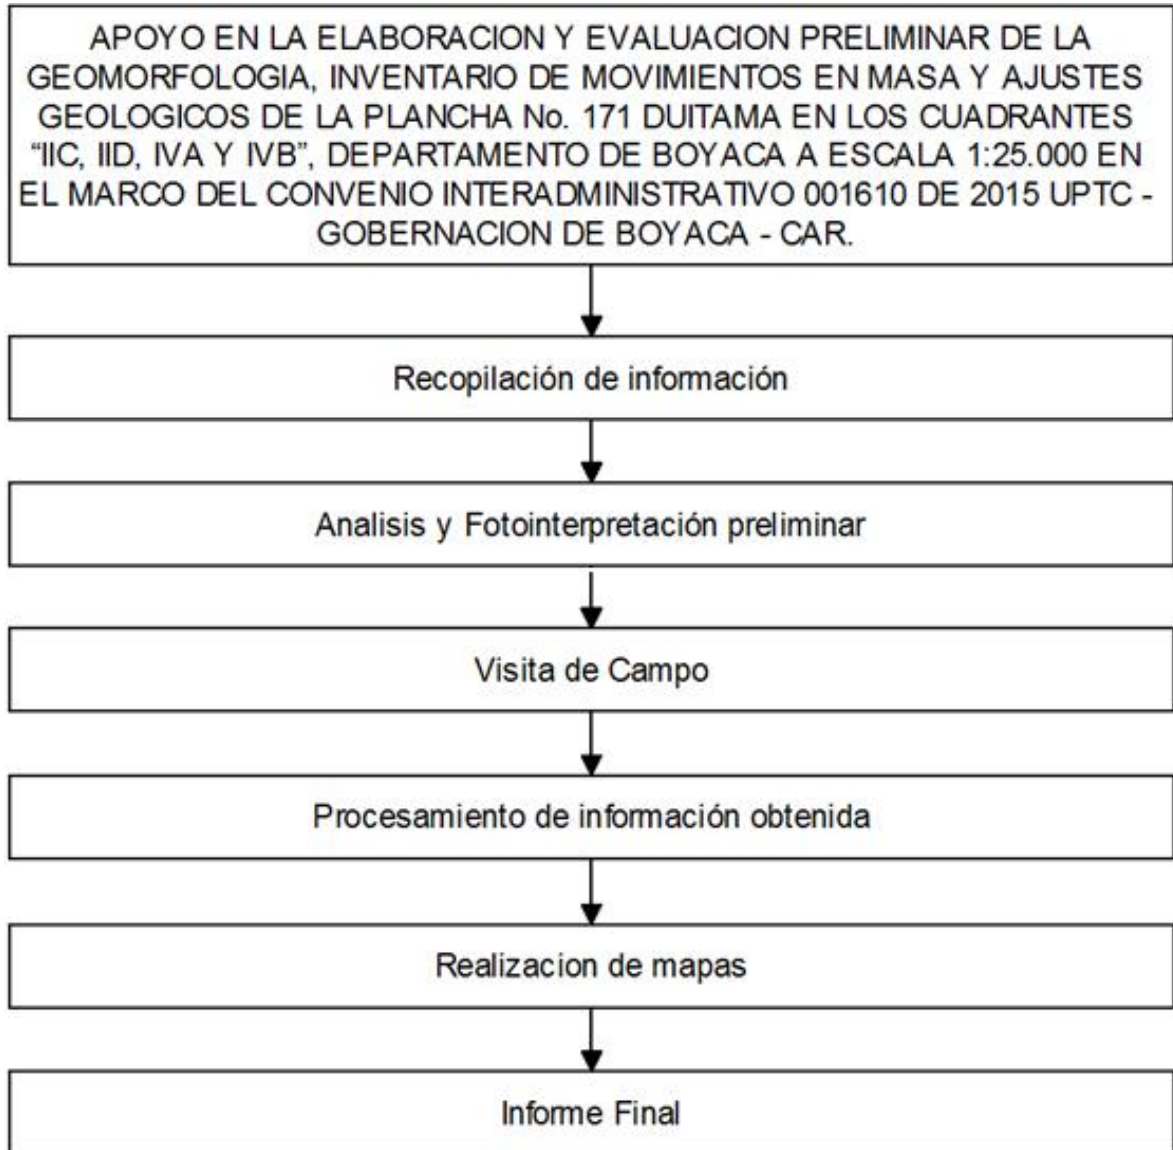 APOYO EN LA ELABORACION Y EVALUACION PRELIMINAR DE LA
GEOMORFOLOGIA, INVENTARIO DE MOVIMIENTOS EN MASA Y AJUSTES
GEOLOGICOS DE LA PLANCHA No. 171 DUITAMA EN LOS CUADRANTES
“IIC, IID, IVA Y IVB”, DEPARTAMENTO DE BOYACA A ESCALA 1:25.000 EN
EL MARCO DEL CONVENIO INTERADMINISTRATIVO 001610 DE 2015 UPTC -
GOBERNACION DE BOYACA - CAR.
Recopilación de información
Analisis y Fotointerpretación preliminar
Visita de Campo
Procesamiento de información obtenida
Realizacion de mapas
Informe Final